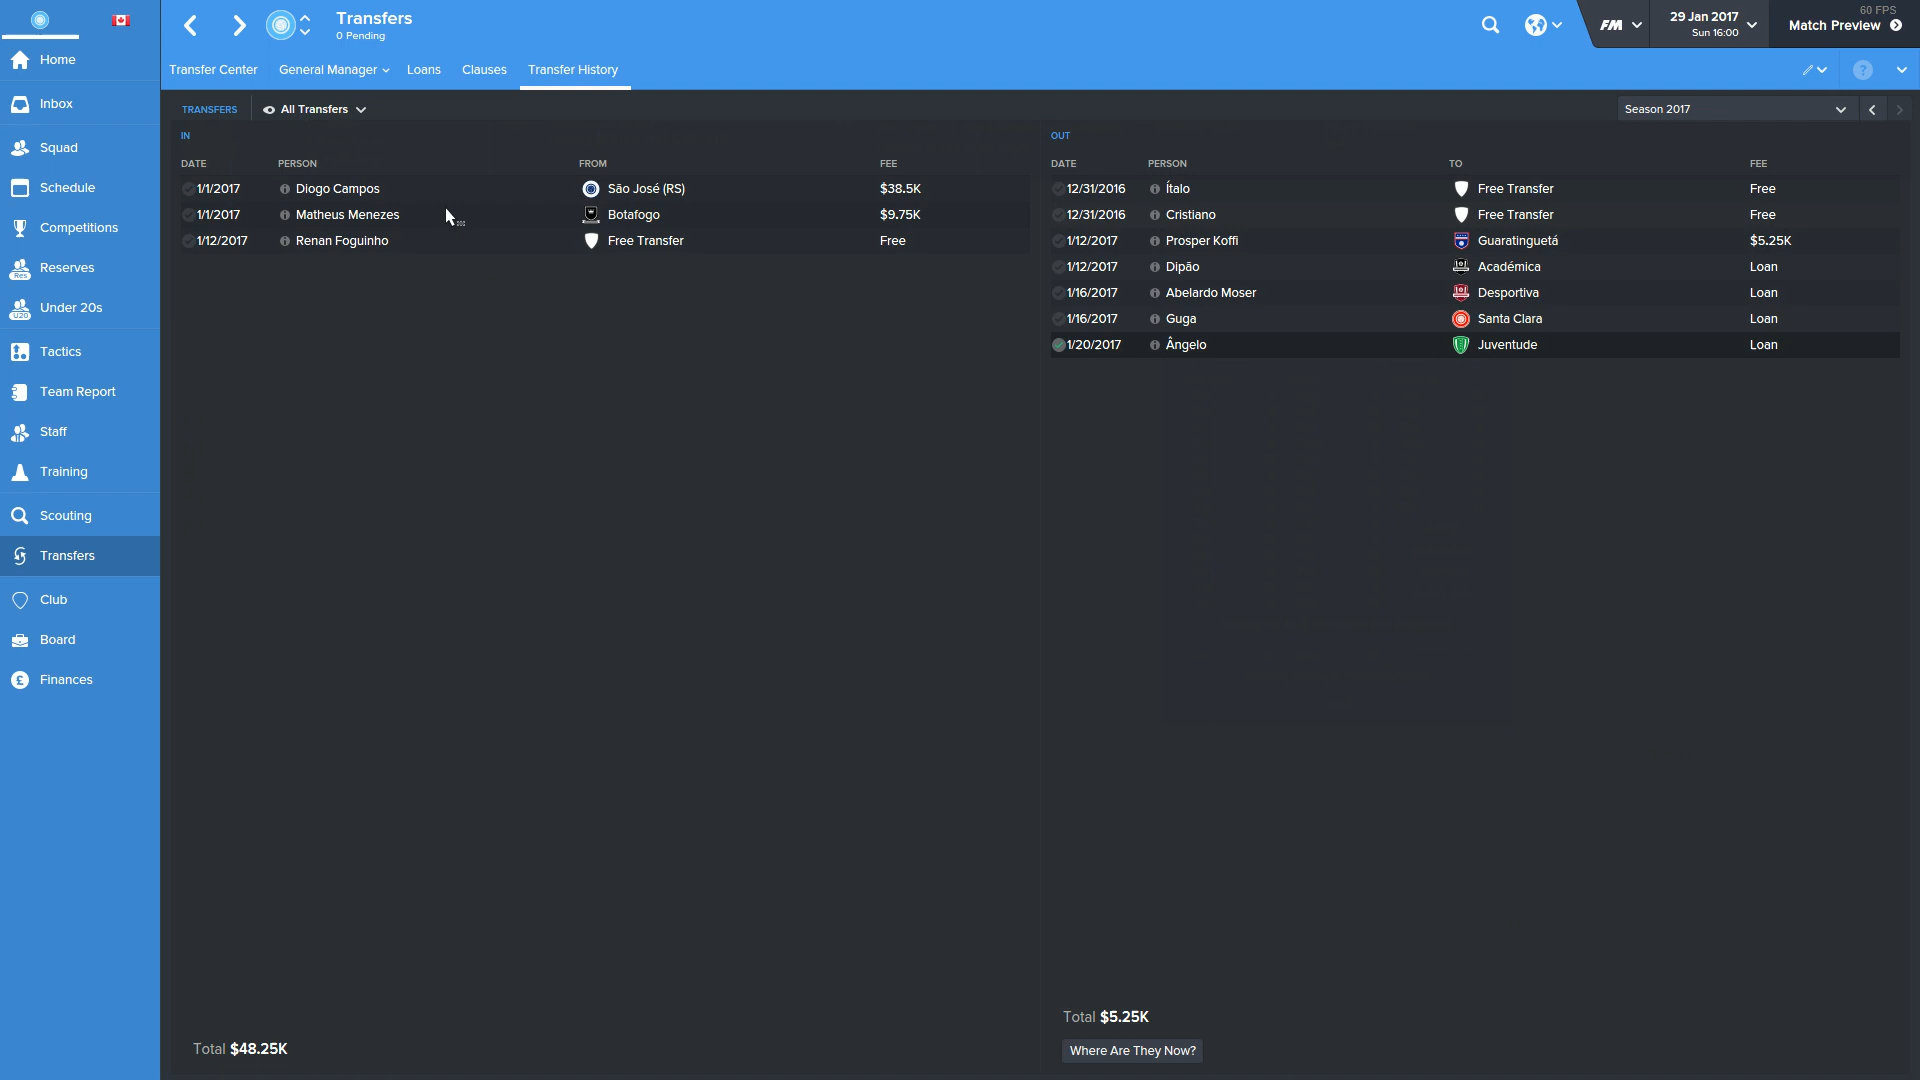 Transfers
0 Pending
60 FPS
FM
29 Jan 2017
Sun 16:00
Match Preview
Transfer Center
General Manager
Loans
Clauses
Transfer History
?
Home
Inbox
Squad
Schedule
Competitions
Reserves
Res
Under 20s
U20
Tactics
Team Report
Staff
Training
Scouting
Transfers
Club
Board
Finances
TRANSFERS All Transfers
Season 2017
IN
DATE PERSON FROM FEE
1/1/2017 Diogo Campos São José (RS) $38.5K
1/1/2017 Matheus Menezes Botafogo $9.75K
1/12/2017 Renan Foguinho Free Transfer Free
Total $48.25K
OUT
DATE PERSON TO FEE
12/31/2016 Ítalo Free Transfer Free
12/31/2016 Cristiano Free Transfer Free
1/12/2017 Prosper Koffi Guaratinguetá $5.25K
1/12/2017 Dipão Académica Loan
1/16/2017 Abelardo Moser Desportiva Loan
1/16/2017 Guga Santa Clara Loan
1/20/2017 Ângelo Juventude Loan
Total $5.25K
Where Are They Now?